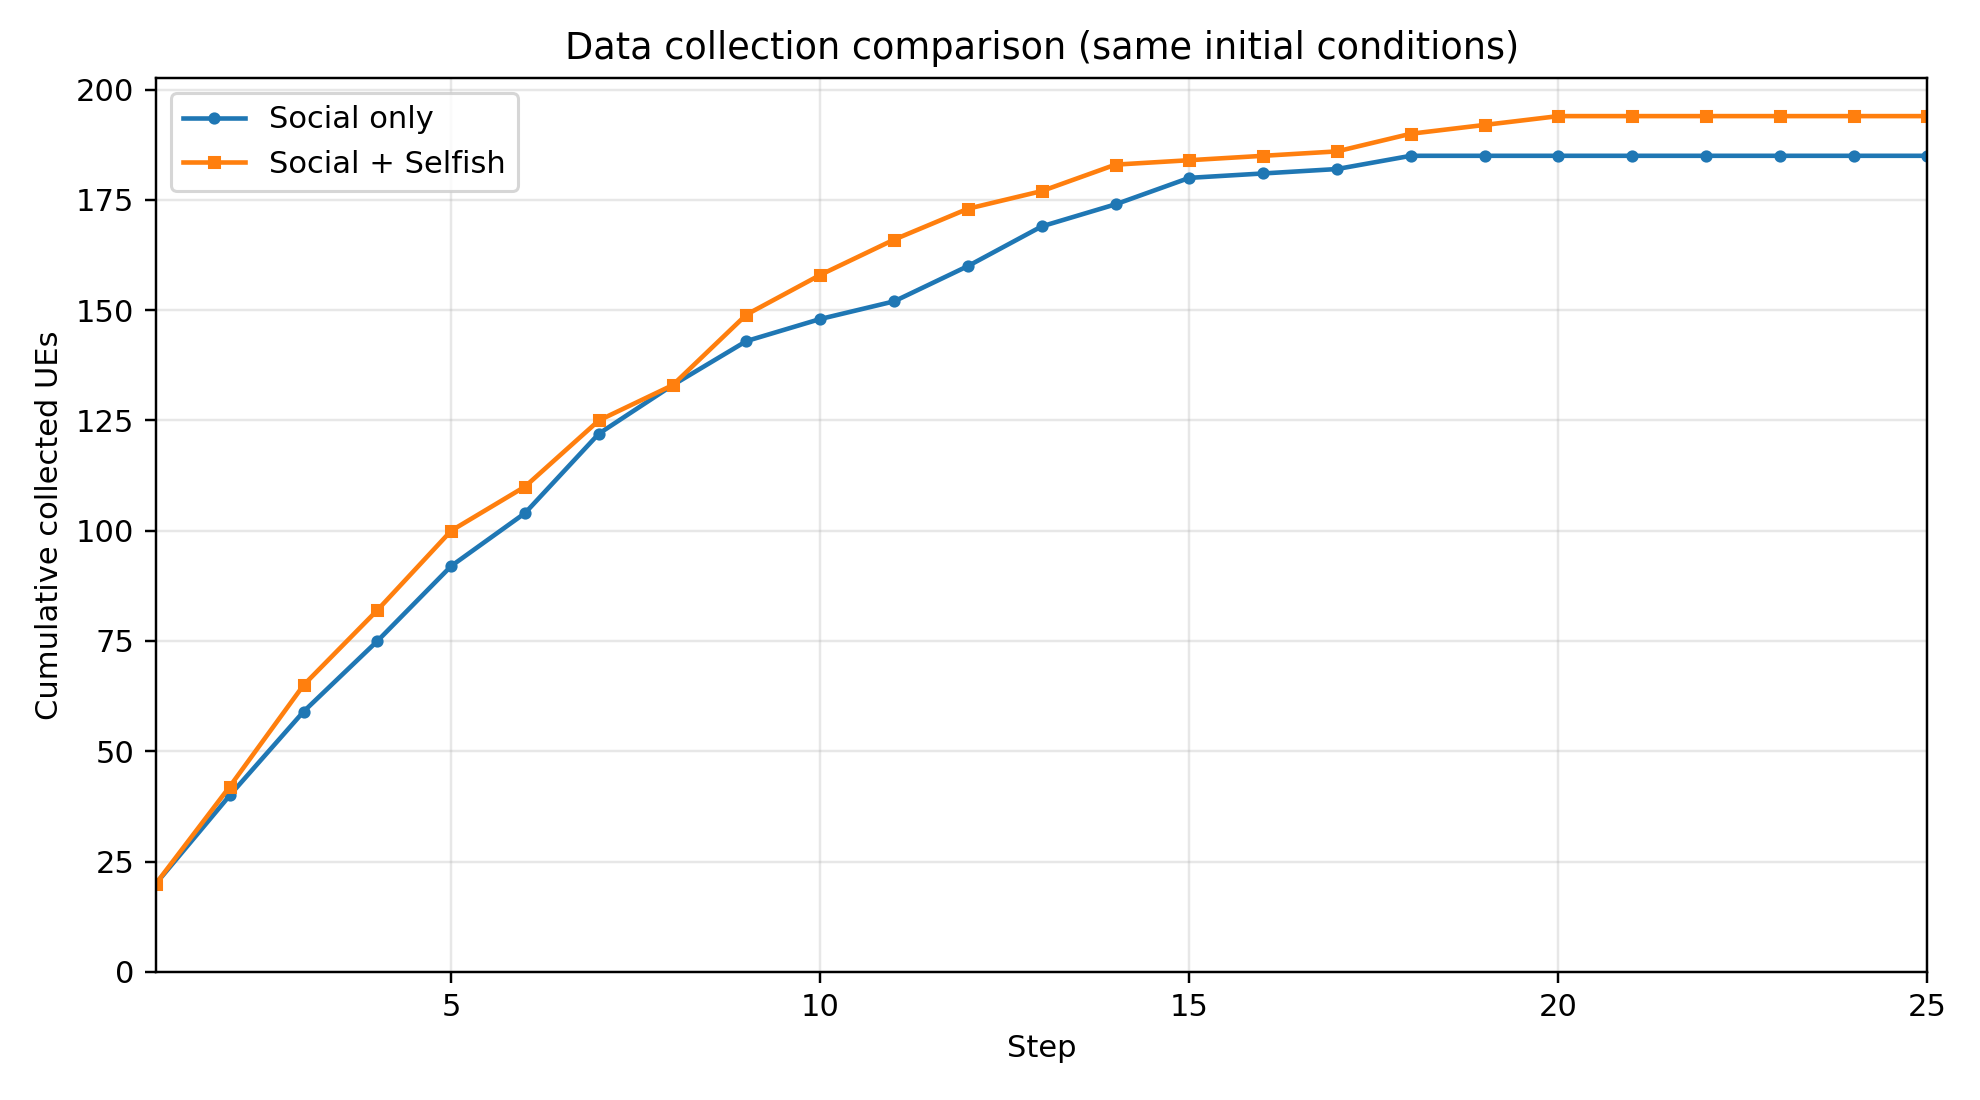 Data collection comparison (same initial conditions)
Social only
Social + Selfish
Cumulative collected UEs
200
175
150
125
100
75
50
25
0
5
10
15
20
25
Step